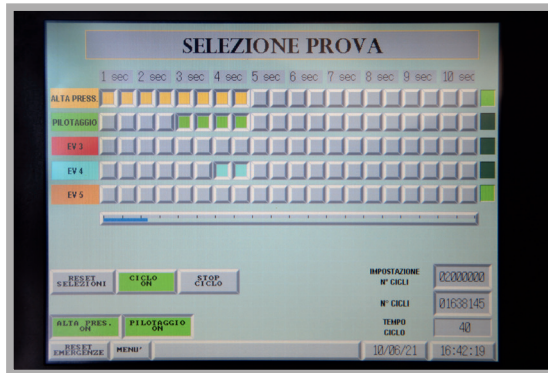 SELEZIONE PROVA
1 sec 2 sec 3 sec 4 sec 5 sec 6 sec 7 sec 8 sec 9 sec 10 sec
ALTA PRESS.
PILOTAGGIO
EV 3
EV 4
EV 5
RESET SELEZIONI
CICLO ON
STOP CICLO
IMPOSTAZIONE N° CICLI
02000000
N° CICLI
01638145
ALTA PRES. ON
PILOTAGGIO ON
TEMPO CICLO
40
RESET EMERGENZE
MENU'
10/06/21
16:42:19